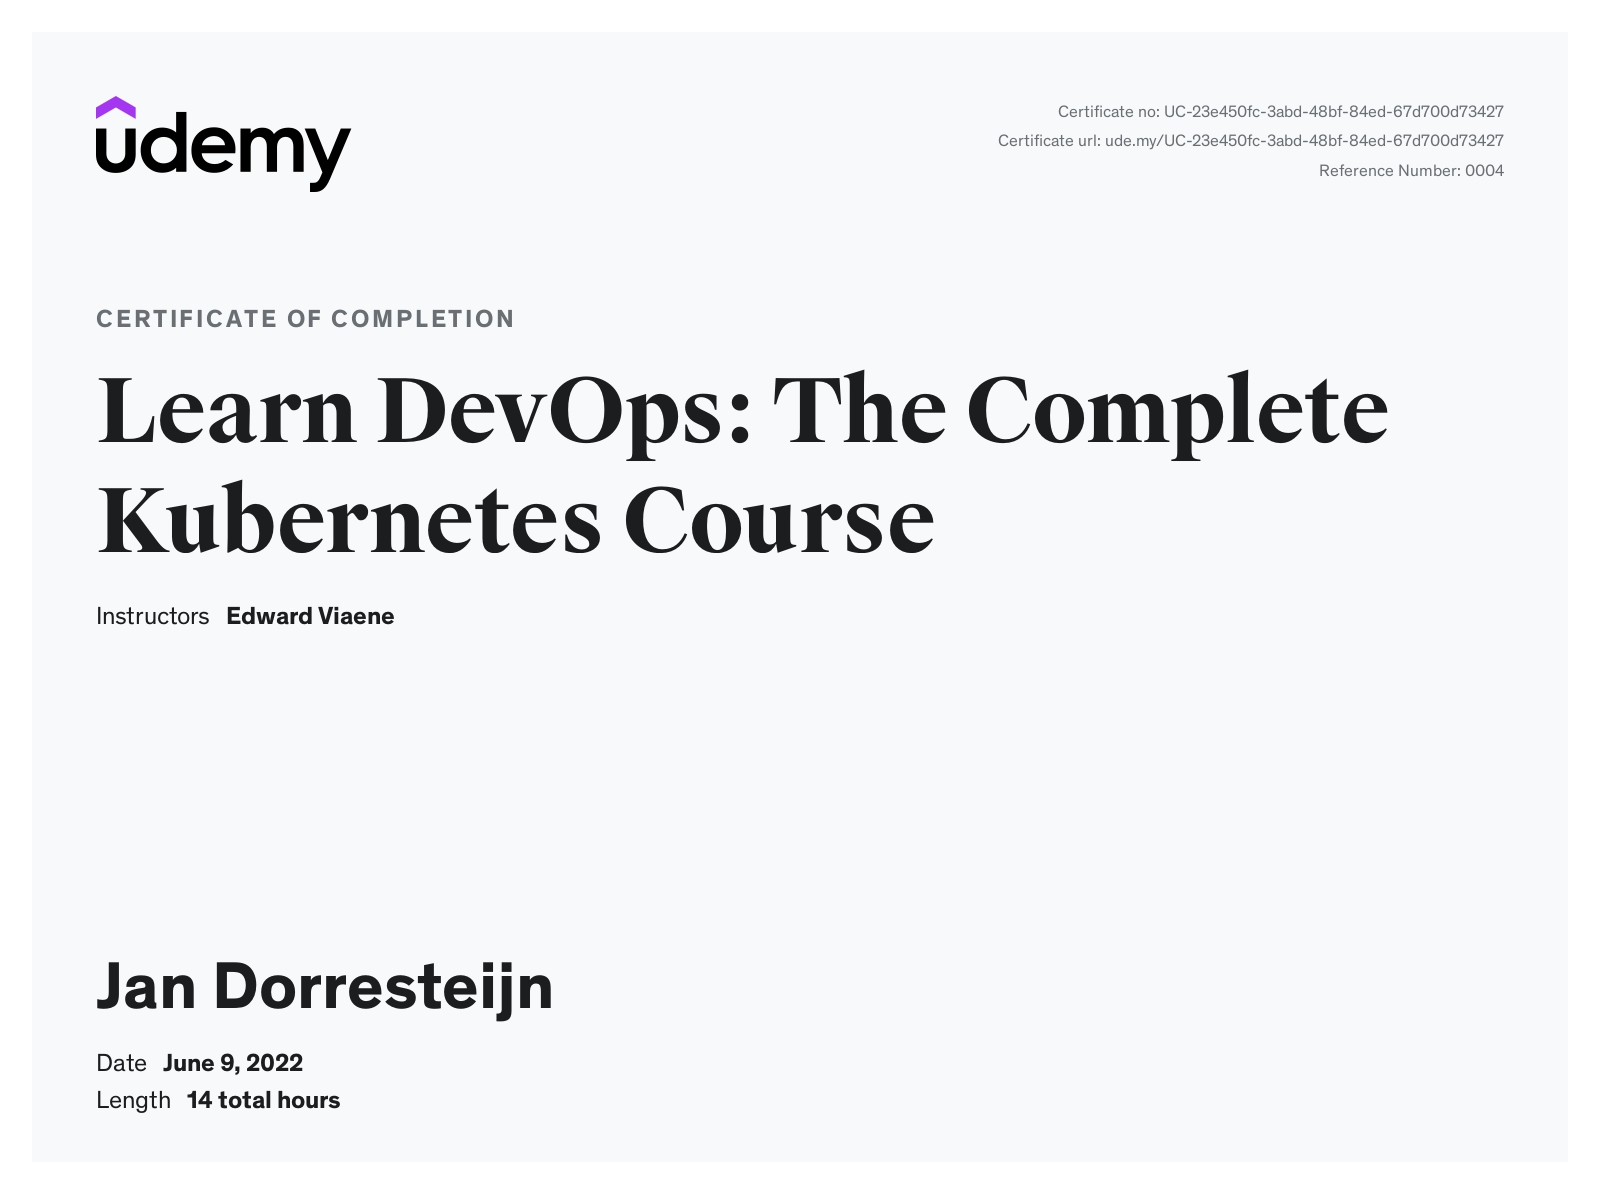 udemy
Certificate no: UC-23e450fc-3abd-48bf-84ed-67d700d73427
Certificate url: ude.my/UC-23e450fc-3abd-48bf-84ed-67d700d73427
Reference Number: 0004
CERTIFICATE OF COMPLETION
Learn DevOps: The Complete
Kubernetes Course
Instructors Edward Viaene
Jan Dorresteijn
Date June 9, 2022
Length 14 total hours